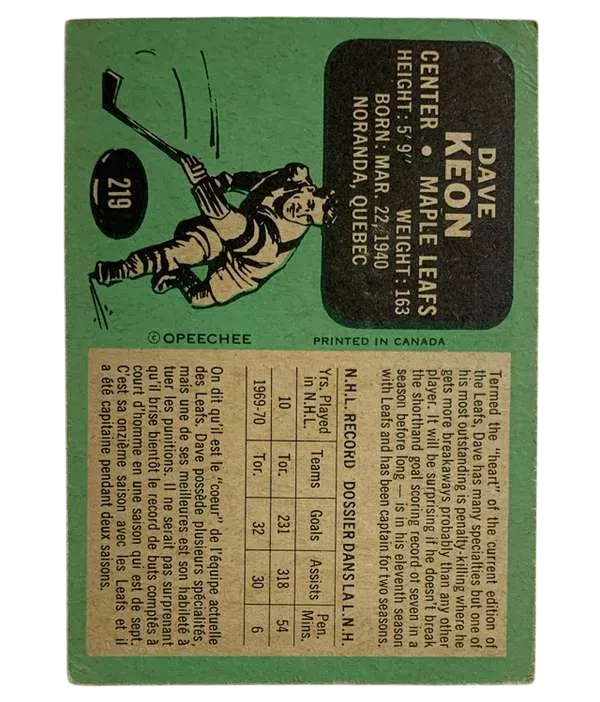 DAVE
KEON
CENTER • MAPLE LEAFS
HEIGHT: 5' 9" WEIGHT: 163
BORN: MAR. 22, 1940
NORANDA, QUEBEC
219
© OPEECHEE PRINTED IN CANADA
Termed the "heart" of the current edition of
the Leafs, Dave has many specialties but one of
his most outstanding is penalty-killing where he
gets more breakaways probably than any other
player. It will be surprising if he doesn't break
the shorthand goal scoring record of seven in a
season before long — is in his eleventh season
with Leafs and has been captain for two seasons.
N.H.L. RECORD DOSSIER DANS LA L.N.H.
Yrs. Played in N.H.L. Teams Goals Assists Pen. Mins.
10 Tor. 231 318 54
1969-70 Tor. 32 30 6
On dit qu'il est le "coeur" de l'équipe actuelle
des Leafs, Dave possède plusieurs spécialités,
mais une de ses meilleures est son habileté à
tuer les punitions. Il ne serait pas surprenant
qu'il brise bientôt le record de buts comptés à
court d'homme en une saison qui est de sept.
C'est sa onzième saison avec les Leafs et il
a été capitaine pendant deux saisons.